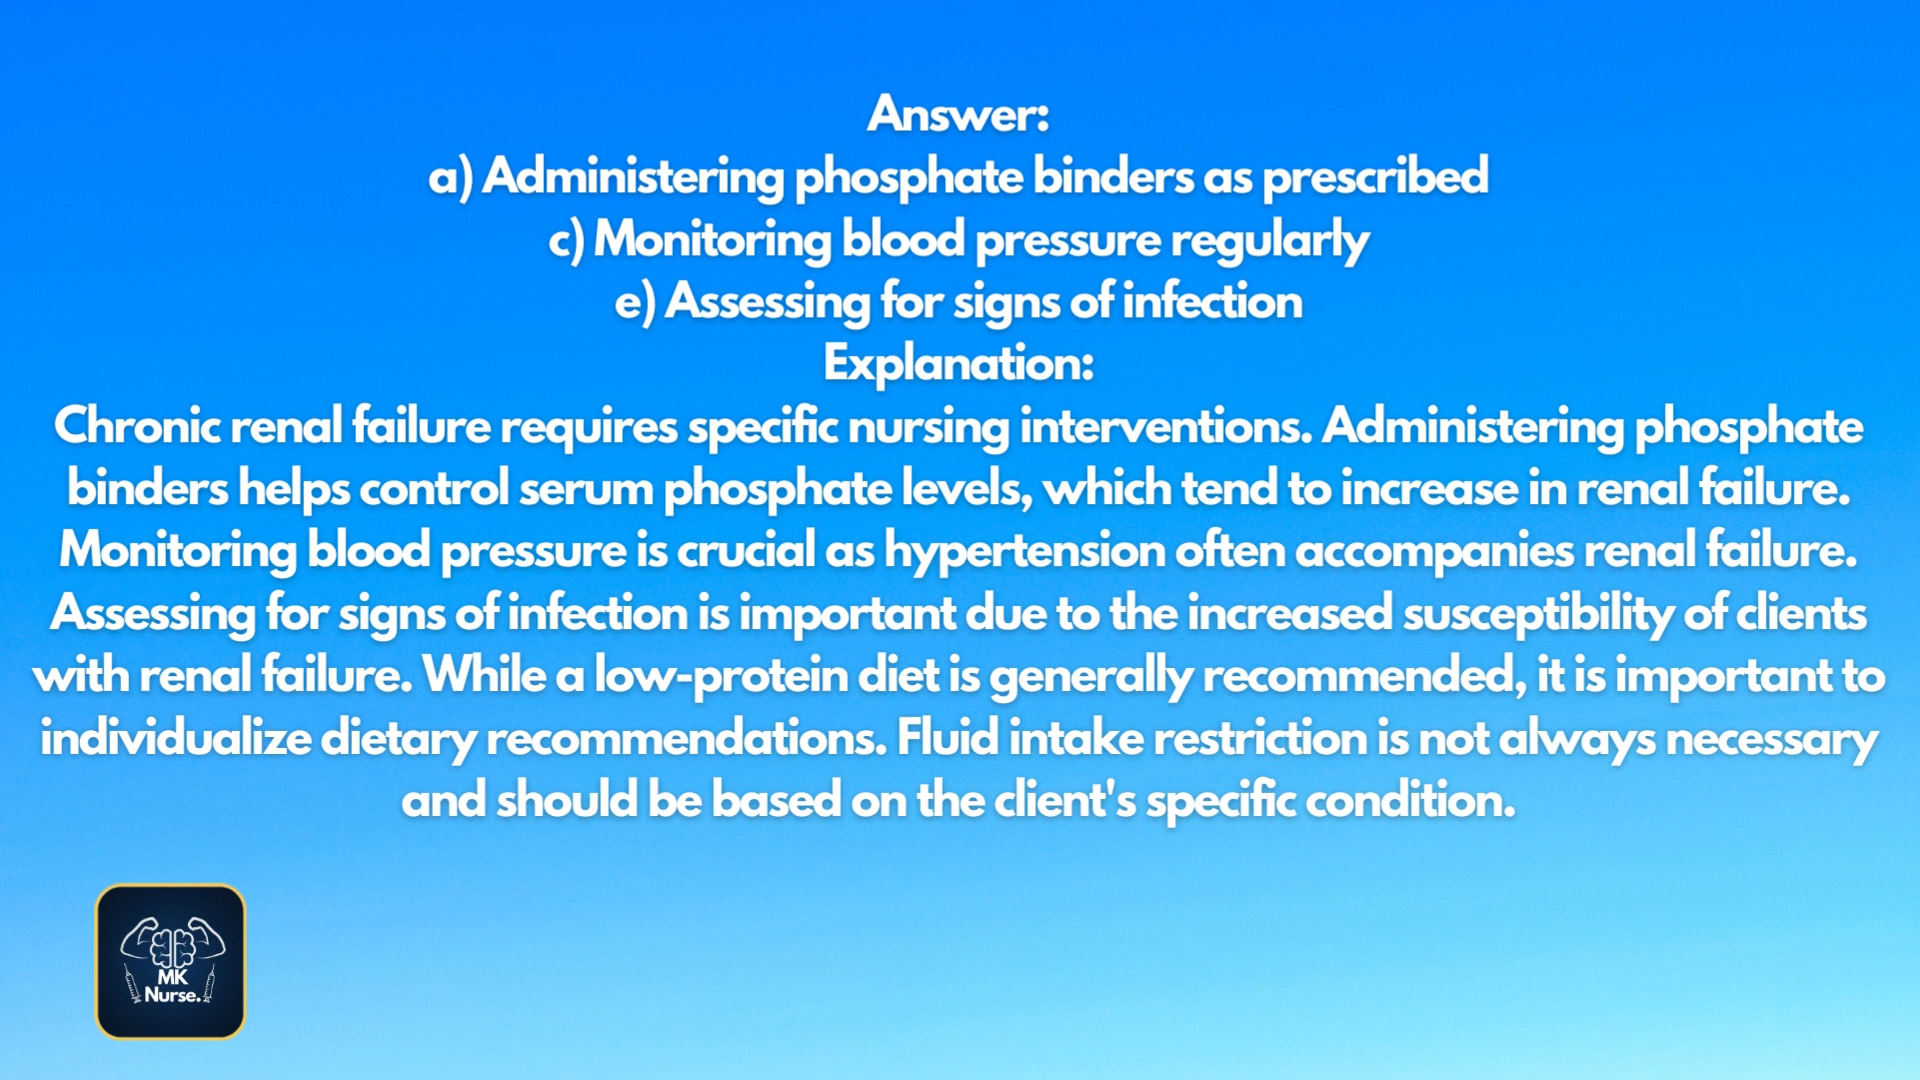 Answer:
a) Administering phosphate binders as prescribed
c) Monitoring blood pressure regularly
e) Assessing for signs of infection
Explanation:
Chronic renal failure requires specific nursing interventions. Administering phosphate
binders helps control serum phosphate levels, which tend to increase in renal failure.
Monitoring blood pressure is crucial as hypertension often accompanies renal failure.
Assessing for signs of infection is important due to the increased susceptibility of clients
with renal failure. While a low-protein diet is generally recommended, it is important to
individualize dietary recommendations. Fluid intake restriction is not always necessary
and should be based on the client's specific condition.
MK
Nurse.